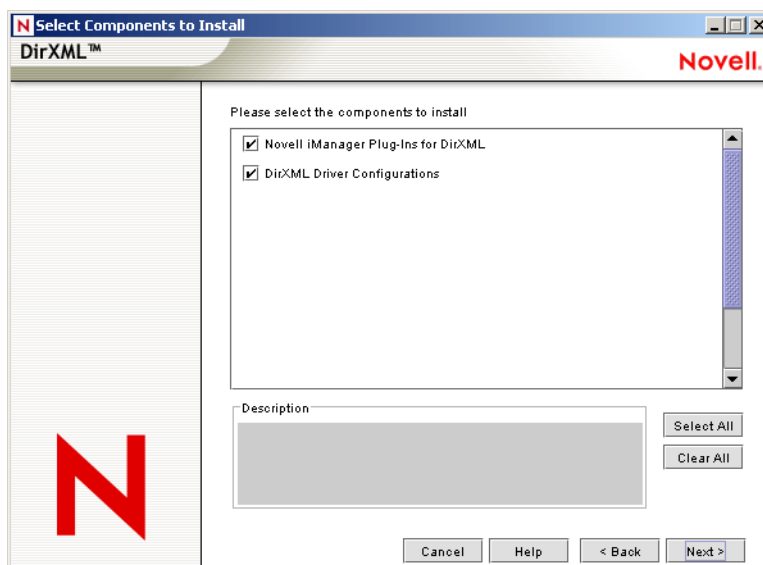 N Select Components to Install
DirXML™
Novell.
Please select the components to install
Novell iManager Plug-Ins for DirXML
DirXML Driver Configurations
Description
Select All
Clear All
N
Cancel Help < Back Next >